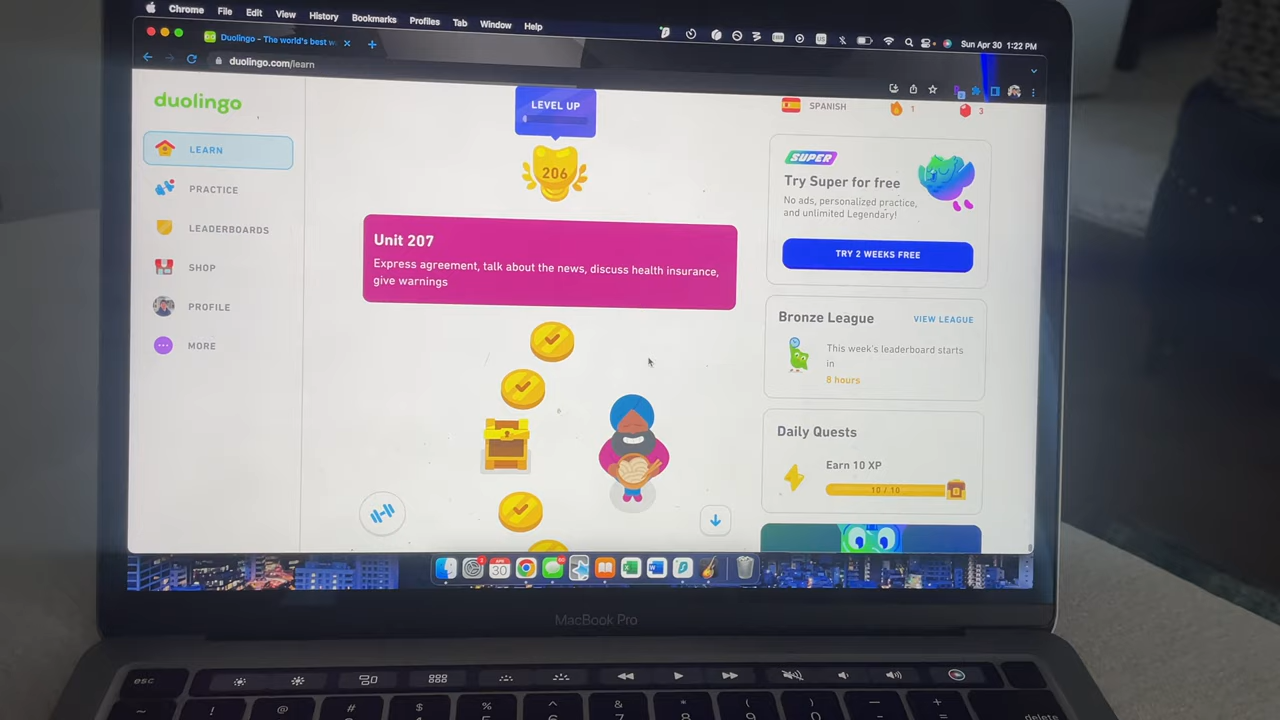 Chrome File Edit View History Bookmarks Profiles Tab Window Help
US
Sun Apr 30 1:22 PM
Duolingo - The world's best w
duolingo.com/learn
duolingo
LEARN
PRACTICE
LEADERBOARDS
SHOP
PROFILE
MORE
LEVEL UP
206
Unit 207
Express agreement, talk about the news, discuss health insurance,
give warnings
SPANISH
1
3
SUPER
Try Super for free
No ads, personalized practice,
and unlimited Legendary!
TRY 2 WEEKS FREE
Bronze League
VIEW LEAGUE
This week's leaderboard starts
in
8 hours
Daily Quests
Earn 10 XP
10 / 10
APR
30
MacBook Pro
esc
~ ! @ # $ % ^ & * ( ) _ +
delete